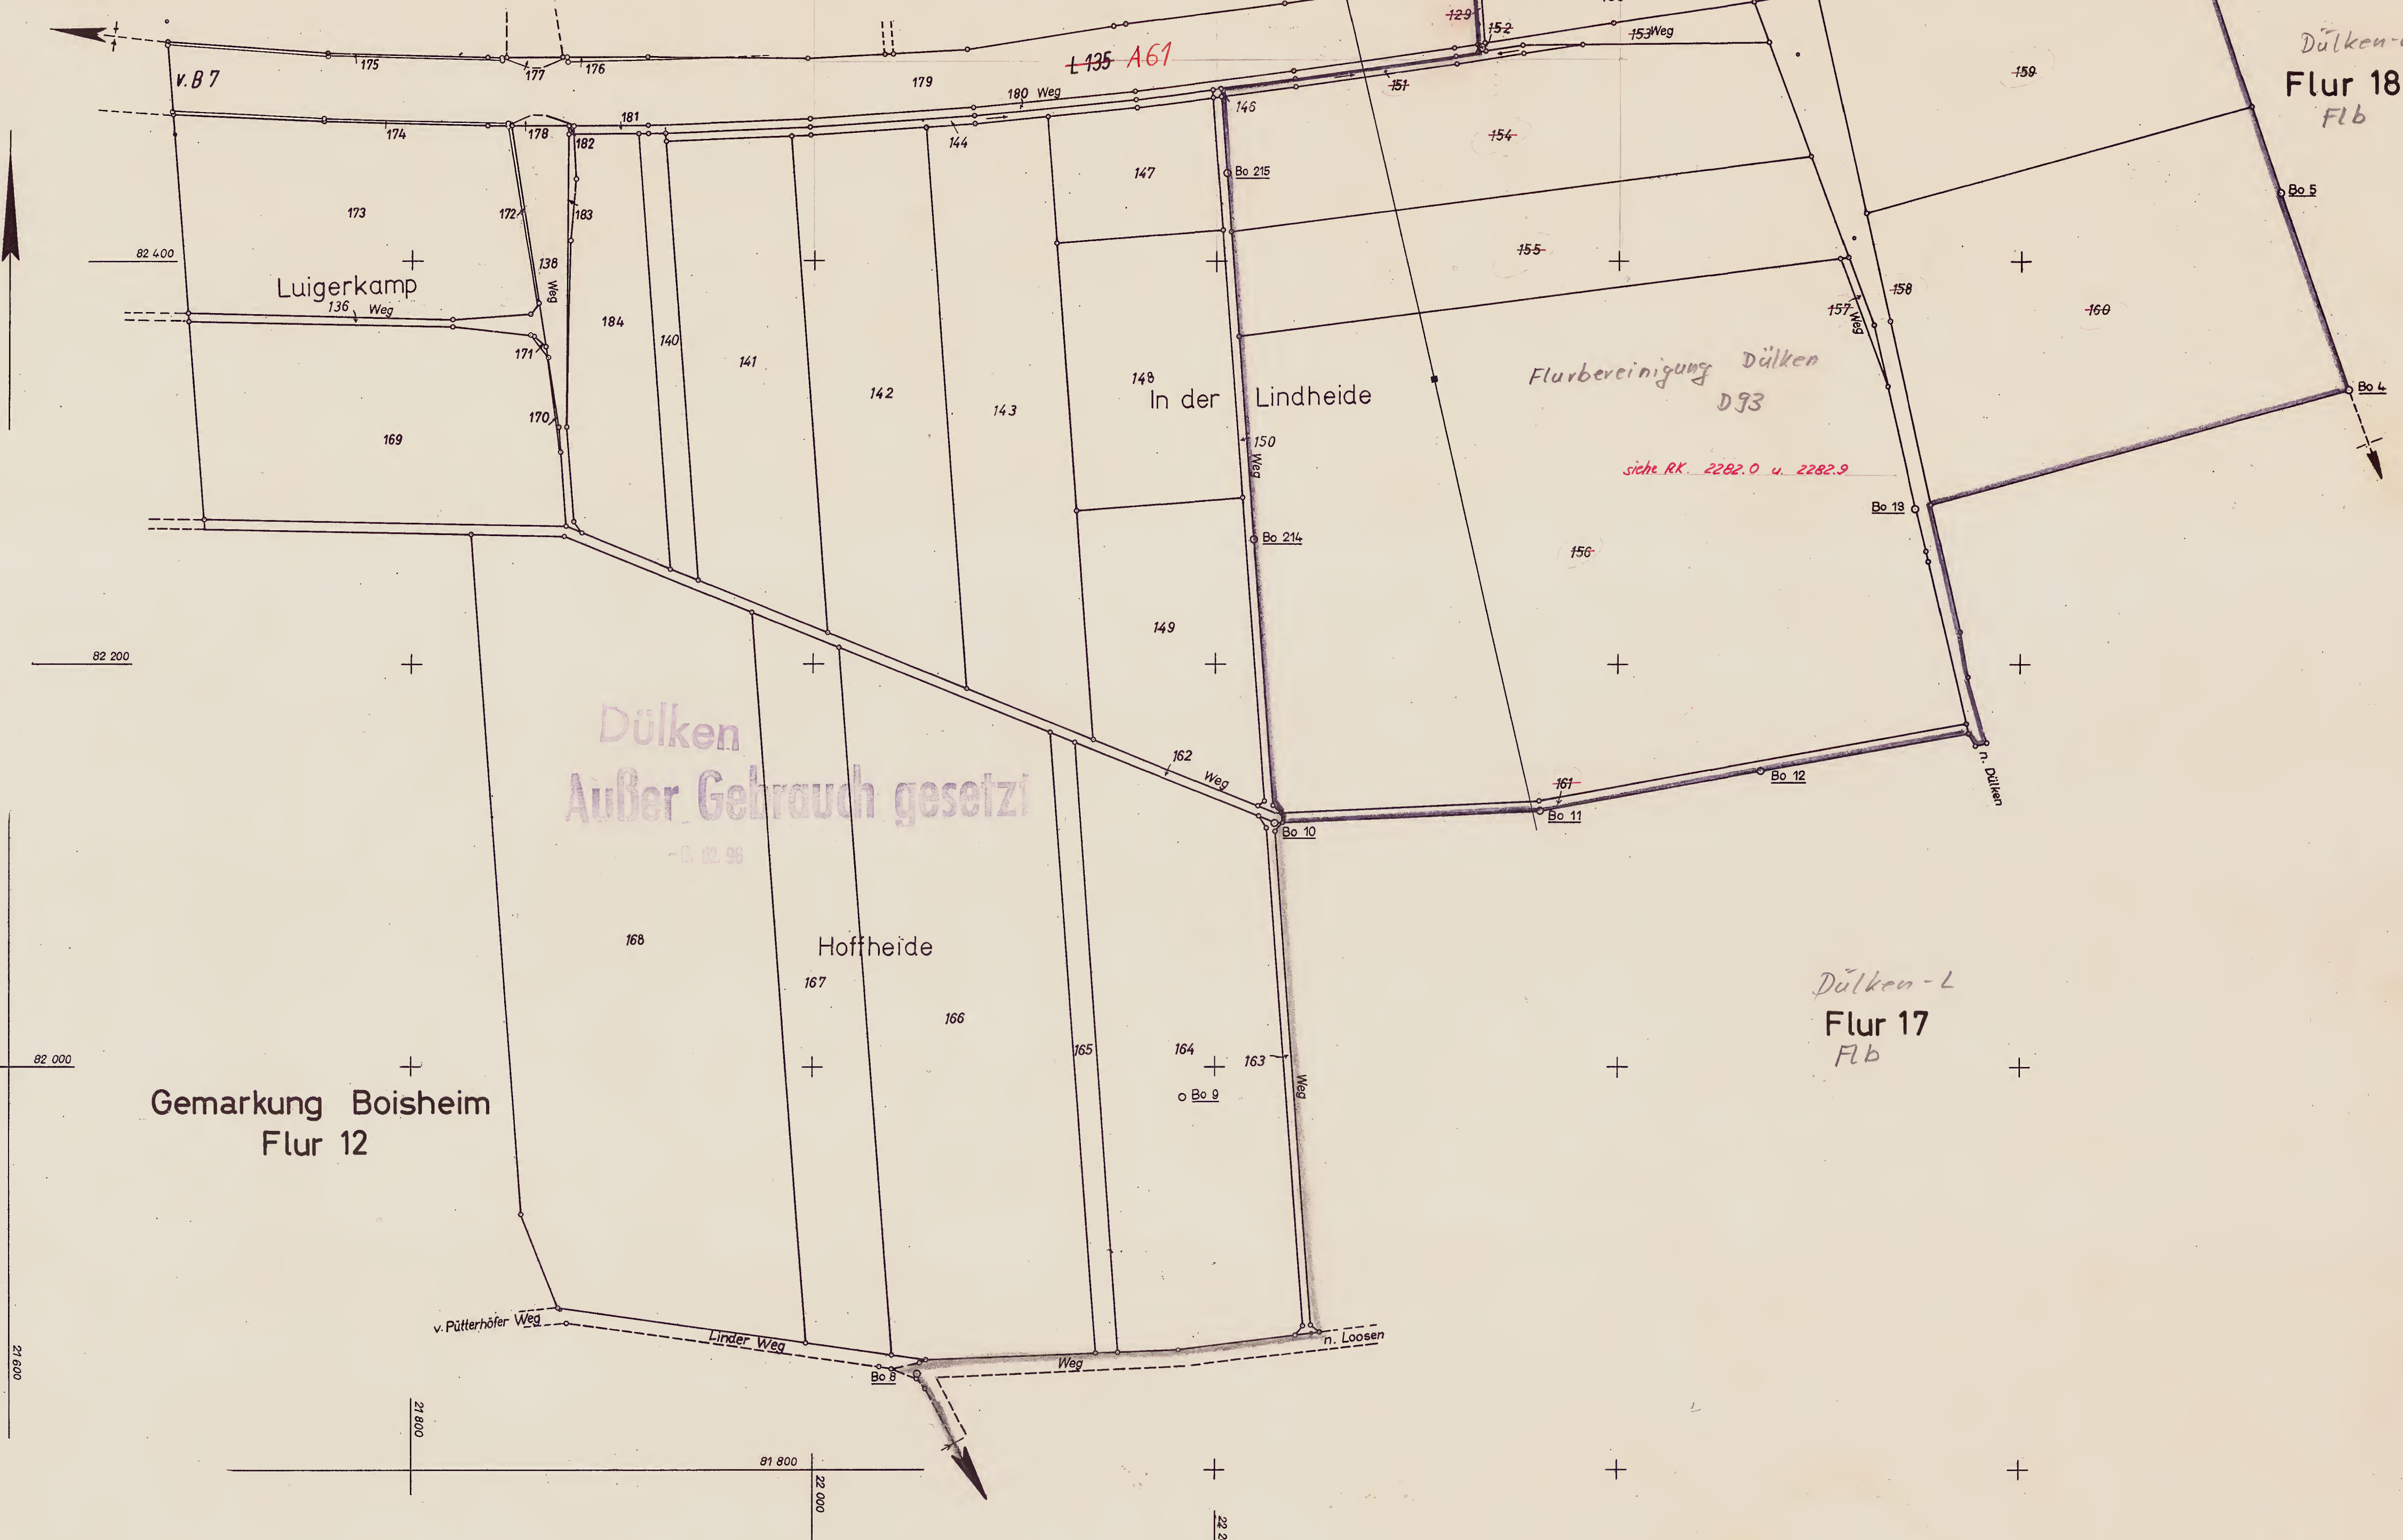 129
152
153 Weg
Dülken-
Flur 18
Flb
159
L 135 A61
175
177
176
179
v. B 7
151
180 Weg
146
181
174
178
182
144
154
147
Bo 215
Bo 5
173
172
183
155
82 400
138
Weg
Luigerkamp
136 Weg
158
160
157
Weg
184
140
171
141
Flurbereinigung Dülken
148
142
In der Lindheide
Bo 4
143
D93
170
169
150
Weg
siehe RK. 2282.0 u. 2282.9
Bo 13
Bo 214
156
149
82 200
Dülken
162
Weg
Außer Gebrauch gesetzt
161
Bo 12
n. Dülken
Bo 11
Bo 10
02. 96
168
Hoffheide
167
Dülken-L
166
Flur 17
165
164
163
Flb
82 000
Weg
Bo 9
Gemarkung Boisheim
Flur 12
v. Pütterhöfer Weg
Linder Weg
n. Loosen
Weg
Bo 8
21 600
21 800
81 800
22 000
22 2